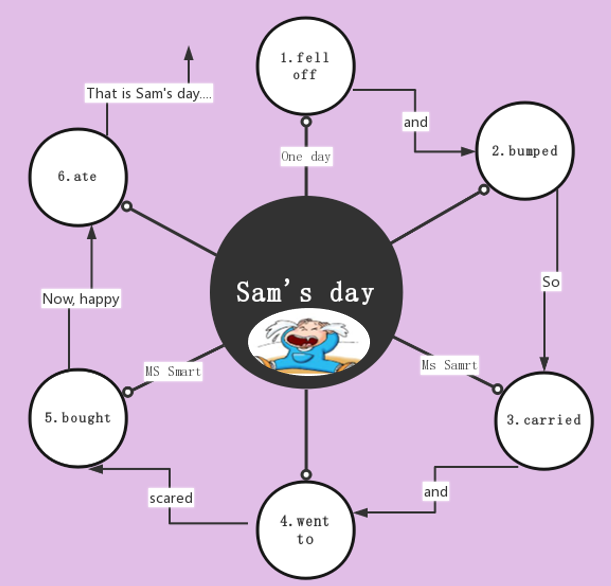 1.fell
off
and
2.bumped
One day
That is Sam's day....
6.ate
So
Sam's day
Now, happy
MS Smart
Ms Samrt
5.bought
3.carried
scared
and
4.went
to